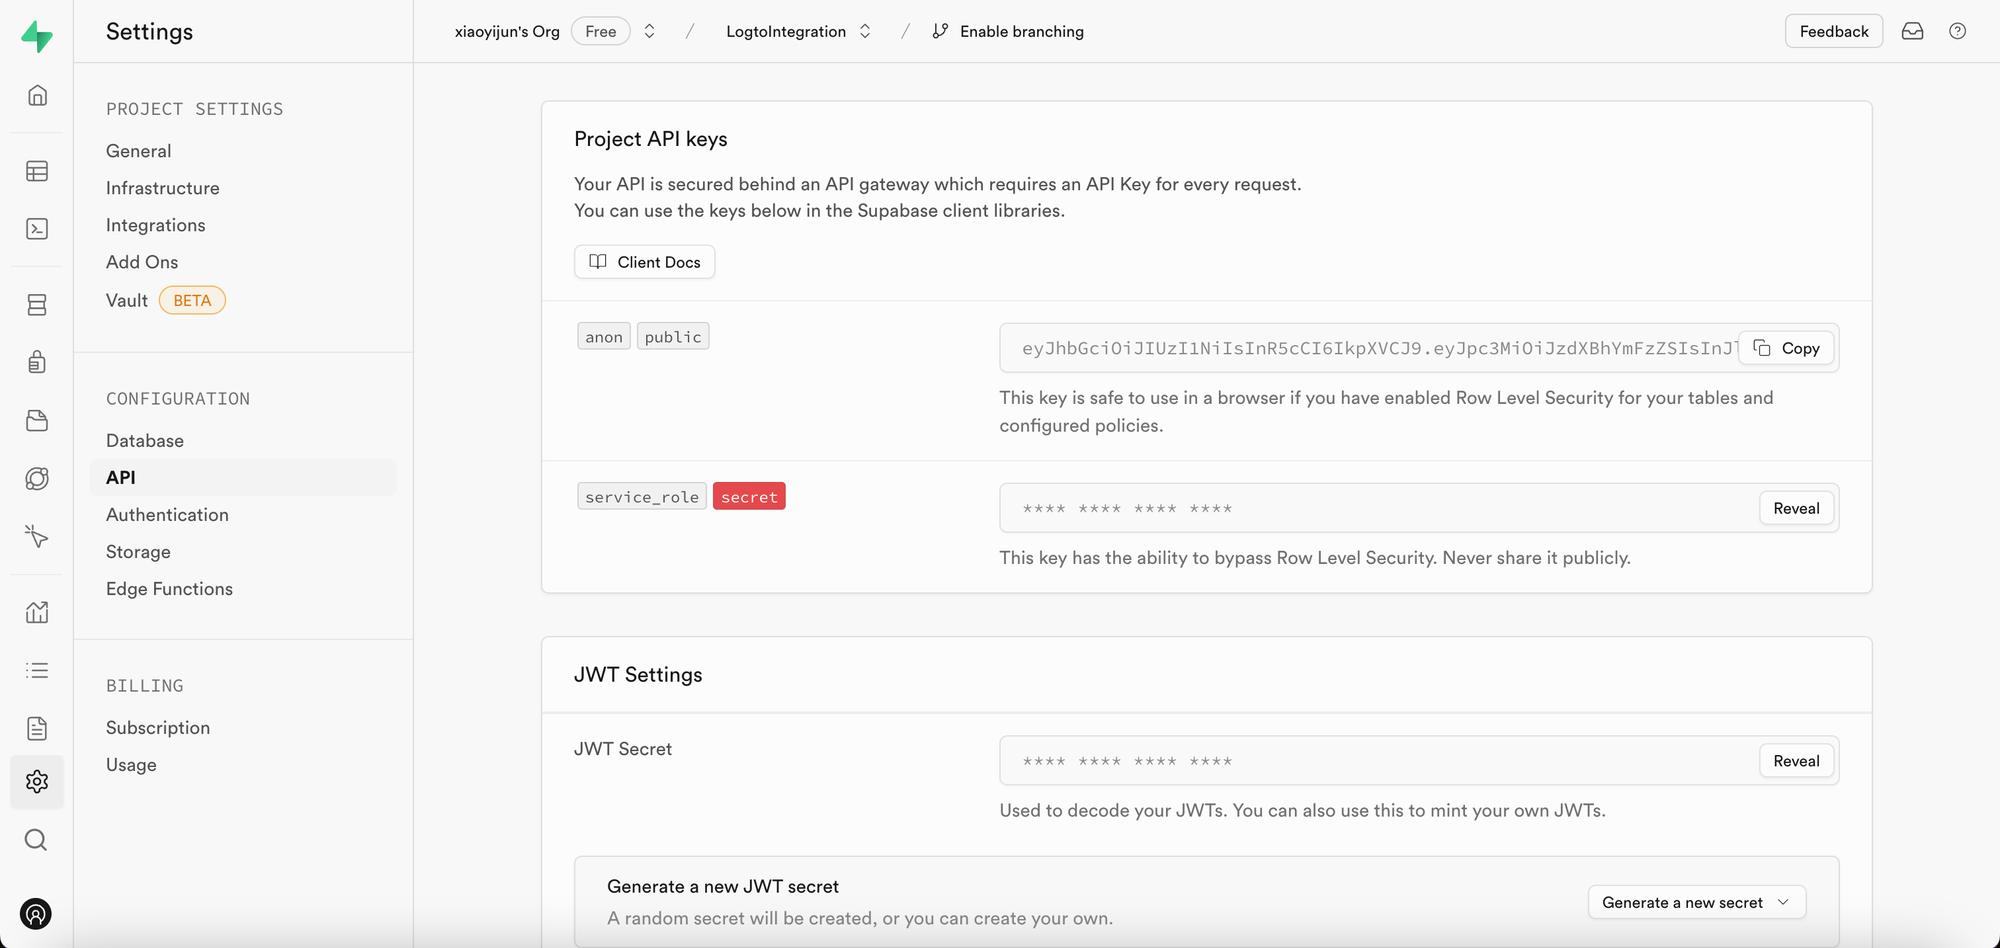 Settings
xiaoyijun's Org Free / LogtoIntegration / Enable branching
Feedback
PROJECT SETTINGS
General
Infrastructure
Integrations
Add Ons
Vault BETA
CONFIGURATION
Database
API
Authentication
Storage
Edge Functions
BILLING
Subscription
Usage
Project API keys
Your API is secured behind an API gateway which requires an API Key for every request.
You can use the keys below in the Supabase client libraries.
Client Docs
anon public
eyJhbGciOiJIUzI1NiIsInR5cCI6IkpXVCJ9.eyJpc3MiOiJzdXBhYmFzZSIsInJ
Copy
This key is safe to use in a browser if you have enabled Row Level Security for your tables and
configured policies.
service_role secret
**** **** **** ****
Reveal
This key has the ability to bypass Row Level Security. Never share it publicly.
JWT Settings
JWT Secret
**** **** **** ****
Reveal
Used to decode your JWTs. You can also use this to mint your own JWTs.
Generate a new JWT secret
A random secret will be created, or you can create your own.
Generate a new secret